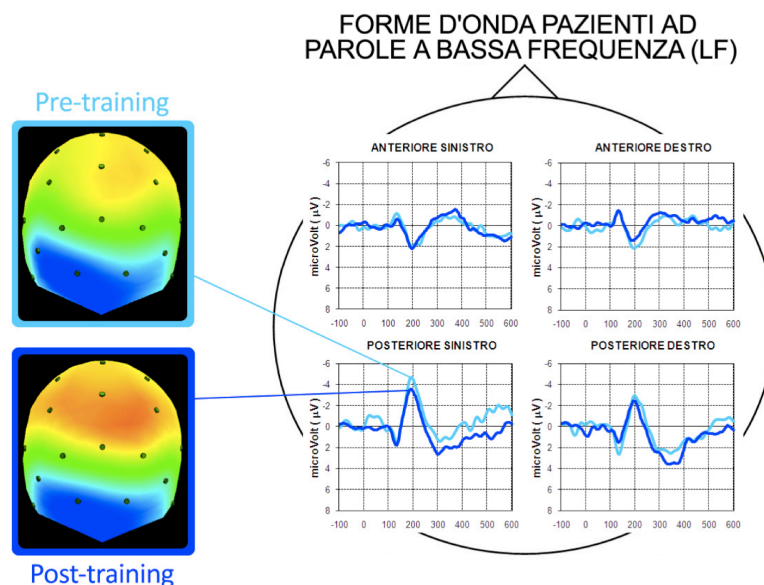 FORME D'ONDA PAZIENTI AD
PAROLE A BASSA FREQUENZA (LF)
Pre-training
Post-training
ANTERIORE SINISTRO
microVolt ( µV)
-6
-4
-2
0
2
4
6
8
-100 0 100 200 300 400 500 600
ANTERIORE DESTRO
microVolt ( µV)
-6
-4
-2
0
2
4
6
8
-100 0 100 200 300 400 500 600
POSTERIORE SINISTRO
microVolt ( µV)
-6
-4
-2
0
2
4
6
8
-100 0 100 200 300 400 500 600
POSTERIORE DESTRO
microVolt ( µV)
-6
-4
-2
0
2
4
6
8
-100 0 100 200 300 400 500 600